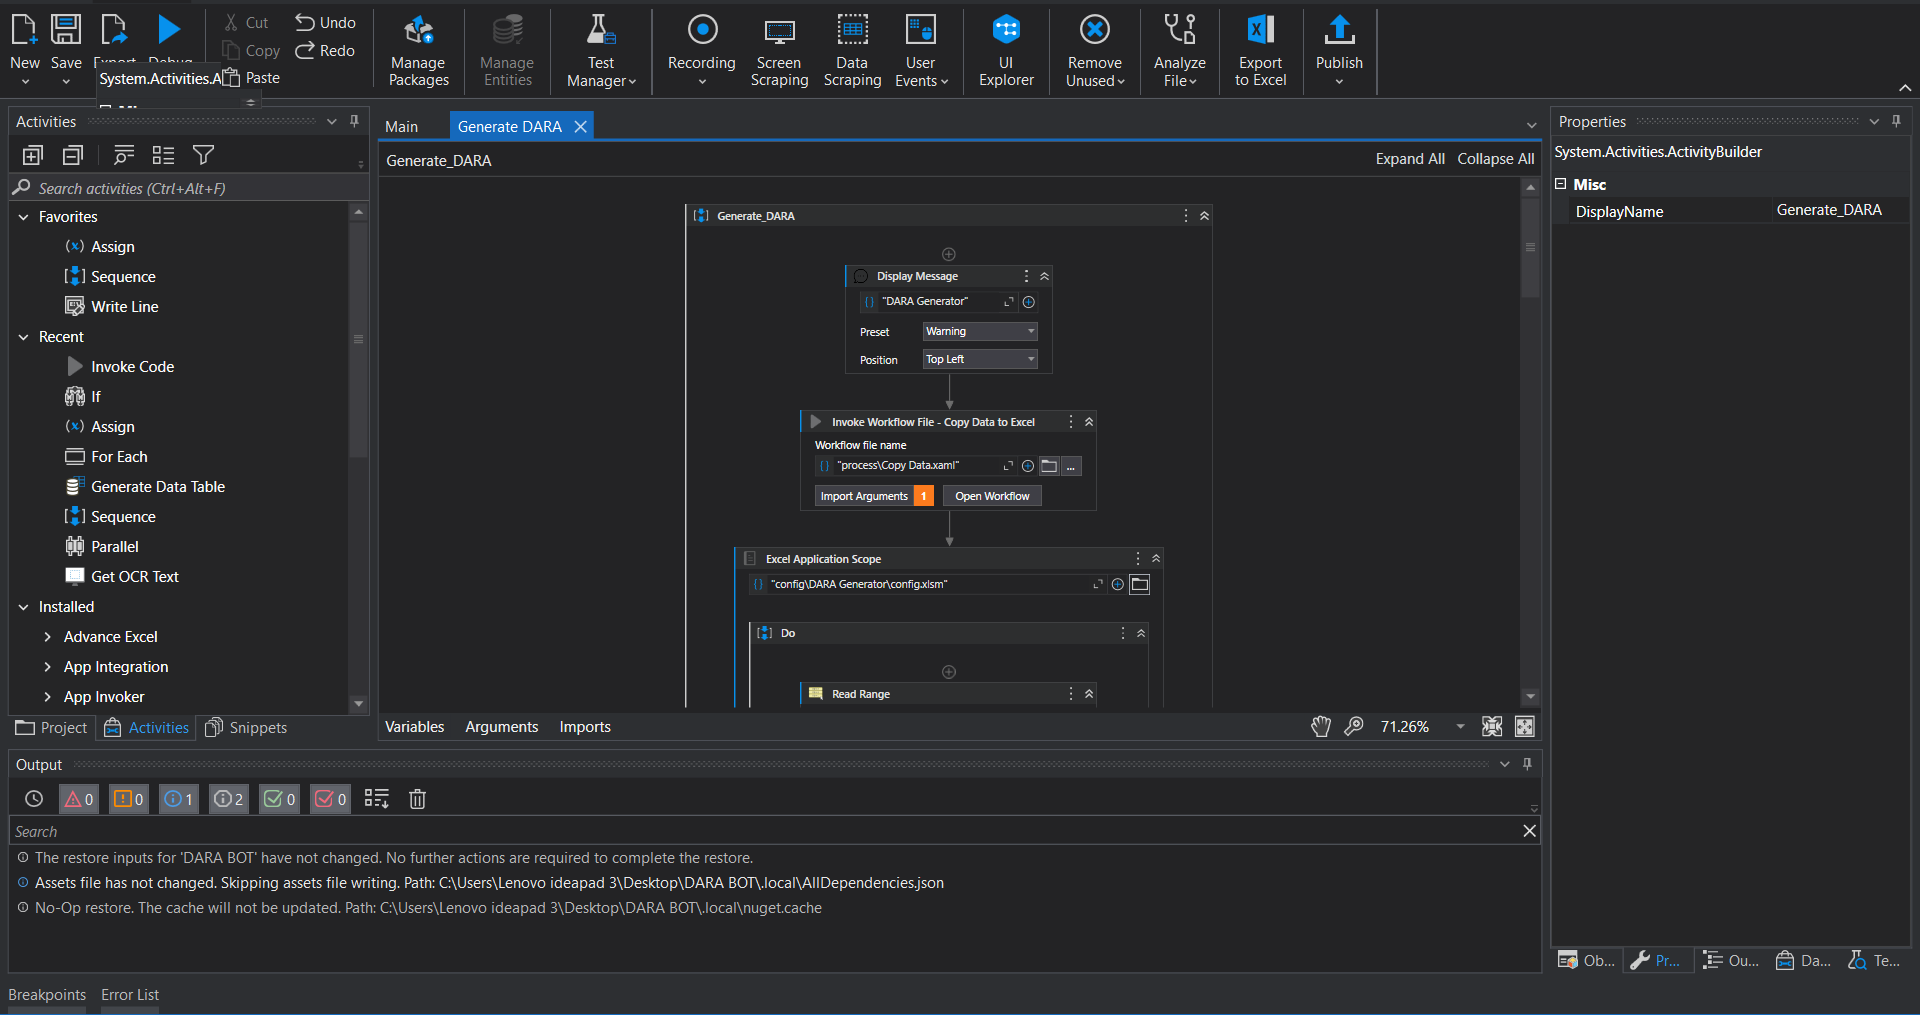 New
Save
Export
Debug
Cut
Copy
Paste
Undo
Redo
Manage
Packages
Manage
Entities
Test
Manager
Recording
Screen
Scraping
Data
Scraping
User
Events
UI
Explorer
Remove
Unused
Analyze
File
Export
to Excel
Publish
System.Activities.A
Activities
Search activities (Ctrl+Alt+F)
Favorites
Assign
Sequence
Write Line
Recent
Invoke Code
If
Assign
For Each
Generate Data Table
Sequence
Parallel
Get OCR Text
Installed
Advance Excel
App Integration
App Invoker
Project
Activities
Snippets
Main
Generate DARA
Generate_DARA
Expand All
Collapse All
Generate_DARA
Display Message
"DARA Generator"
Preset
Warning
Position
Top Left
Invoke Workflow File - Copy Data to Excel
Workflow file name
"process\Copy Data.xaml"
...
Import Arguments
1
Open Workflow
Excel Application Scope
"config\DARA Generator\config.xlsm"
Do
Read Range
Variables
Arguments
Imports
71.26%
Properties
System.Activities.ActivityBuilder
Misc
DisplayName
Generate_DARA
Ob...
Pr...
Ou...
Da...
Te...
Output
0
0
1
2
0
0
Search
The restore inputs for 'DARA BOT' have not changed. No further actions are required to complete the restore.
Assets file has not changed. Skipping assets file writing. Path: C:\Users\Lenovo ideapad 3\Desktop\DARA BOT\.local\AllDependencies.json
No-Op restore. The cache will not be updated. Path: C:\Users\Lenovo ideapad 3\Desktop\DARA BOT\.local\nuget.cache
Breakpoints
Error List